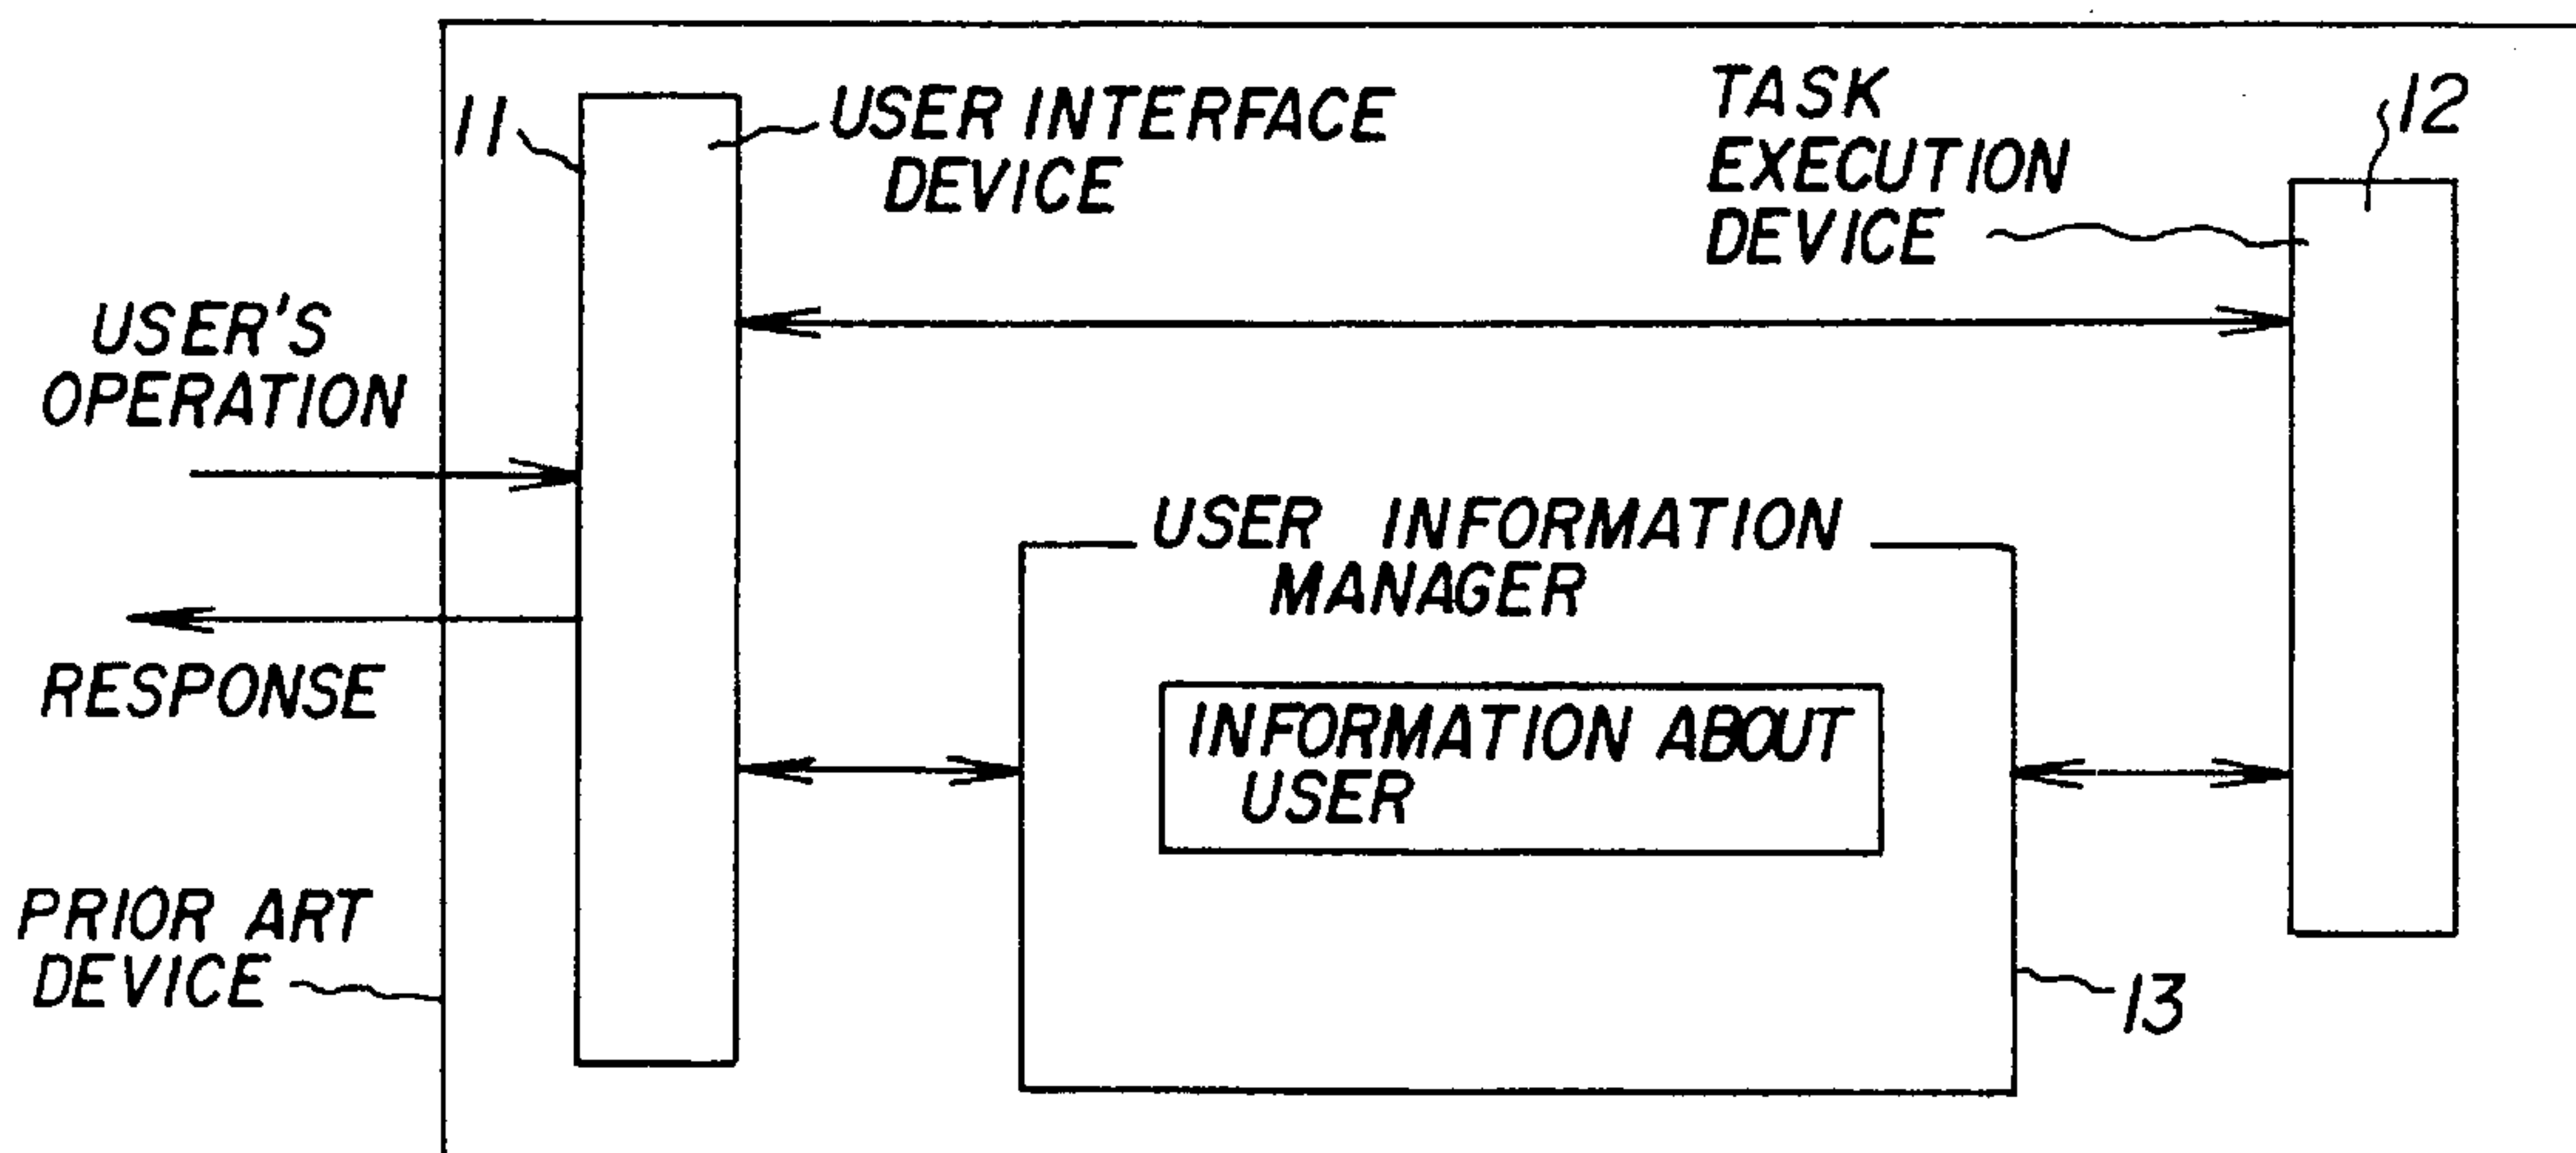 11
USER INTERFACE
DEVICE
TASK
EXECUTION
DEVICE
12
USER'S
OPERATION
RESPONSE
USER INFORMATION
MANAGER
INFORMATION ABOUT
USER
PRIOR ART
DEVICE
13